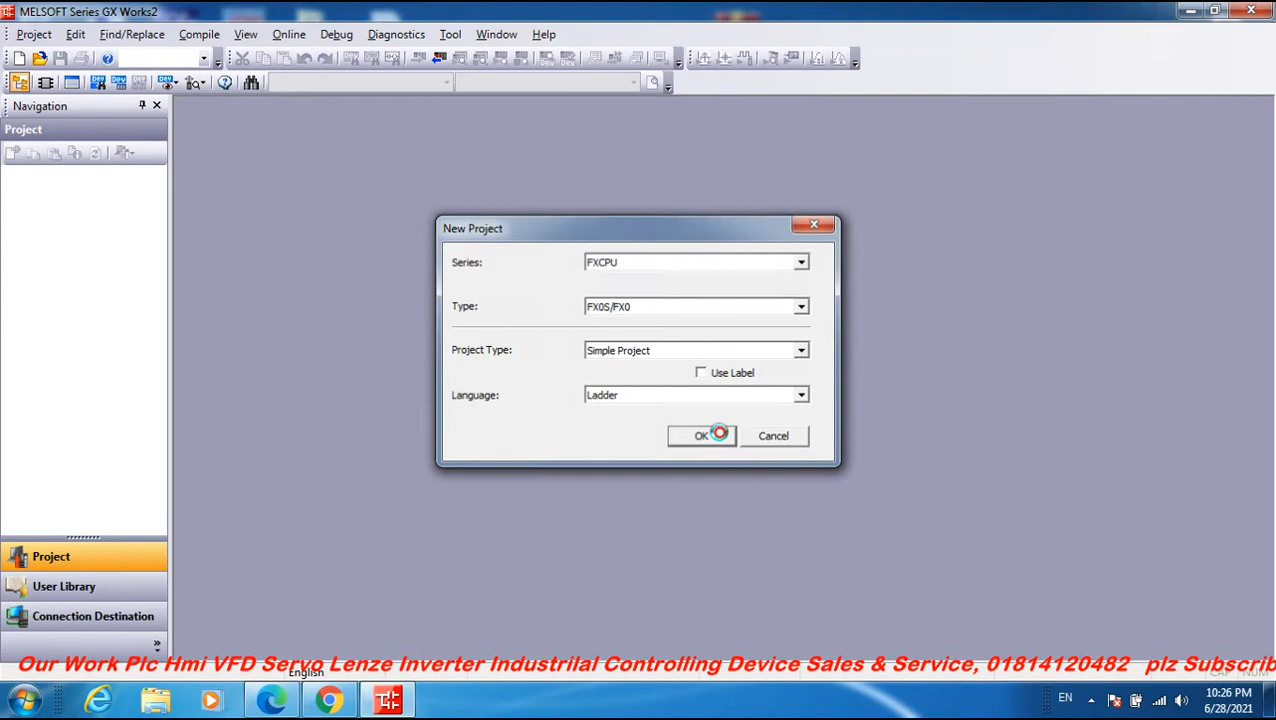 MELSOFT Series GX Works2
Project Edit Find/Replace Compile View Online Debug Diagnostics Tool Window Help
Navigation
Project
New Project
Series: FXCPU
Type: FX0S/FX0
Project Type: Simple Project
Use Label
Language: Ladder
OK Cancel
Project
User Library
Connection Destination
Our Work Plc Hmi VFD Servo Lenze Inverter Industrilal Controlling Device Sales & Service, 01814120482 plz Subscrib
English
CAP NUM
EN
10:26 PM
6/28/2021